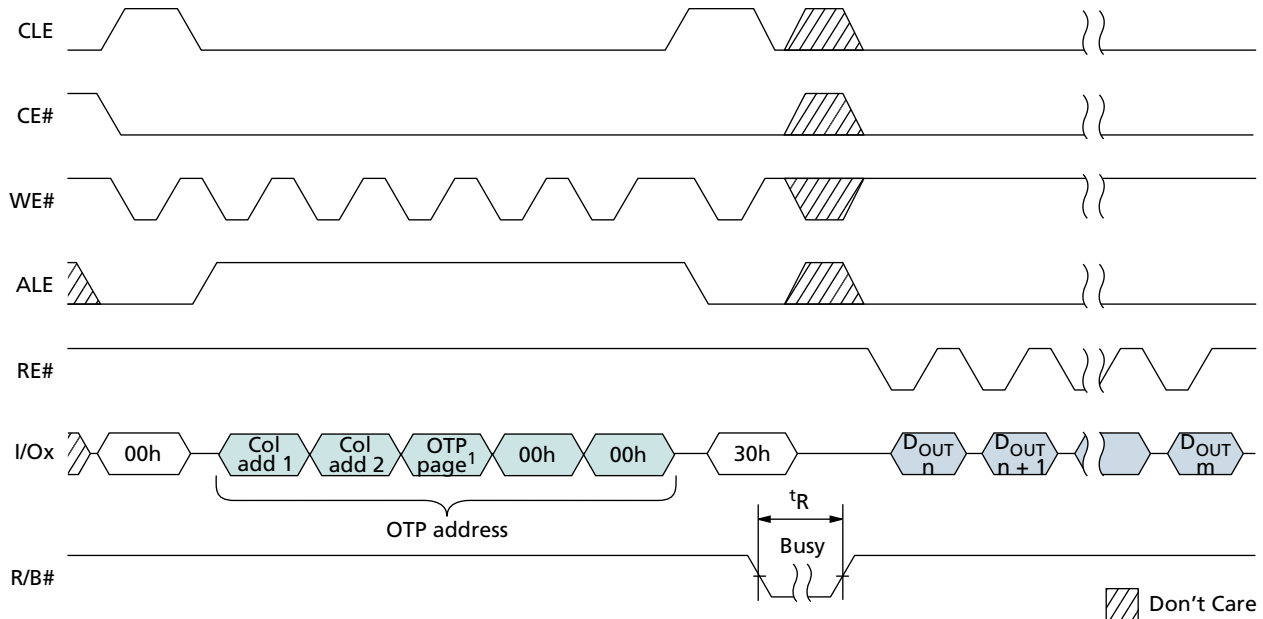 CLE
CE#
WE#
ALE
RE#
I/Ox
00h
Col
add 1
Col
add 2
OTP
page¹
00h
00h
30h
DOUT
n
DOUT
n + 1
DOUT
m
OTP address
tR
Busy
R/B#
Don't Care